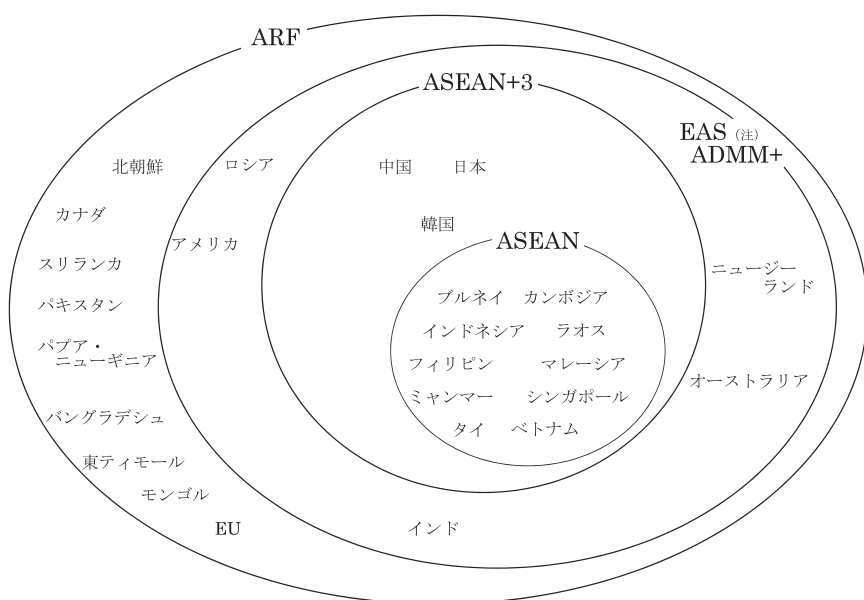 ARF
ASEAN+3
EAS(注)
ADMM+
北朝鮮
ロシア
中国
日本
カナダ
韓国
アメリカ
ASEAN
スリランカ
ニュージー
ランド
ブルネイ
カンボジア
パキスタン
インドネシア
ラオス
パプア・
ニューギニア
フィリピン
マレーシア
オーストラリア
ミャンマー
シンガポール
バングラデシュ
タイ
ベトナム
東ティモール
モンゴル
EU
インド